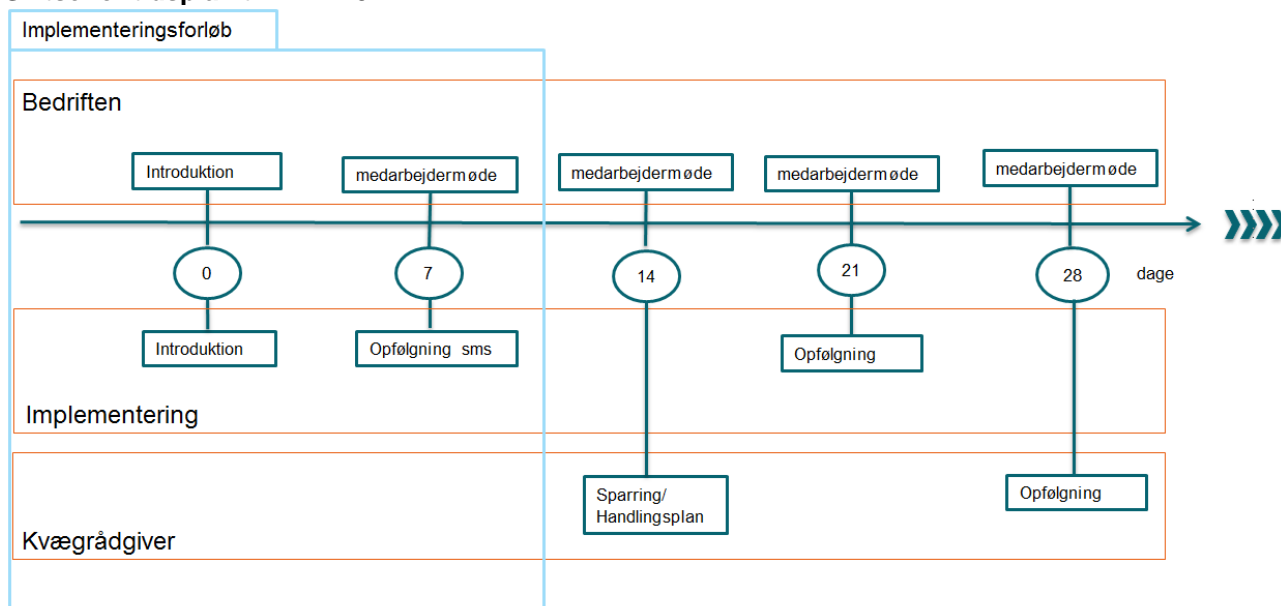 Implementeringsforløb
Bedriften
Introduktion
medarbejdermøde
medarbejdermøde
medarbejdermøde
medarbejdermøde
0
7
14
21
28
dage
Introduktion
Opfølgning sms
Opfølgning
Implementering
Sparring/
Handlingsplan
Opfølgning
Kvægrådgiver